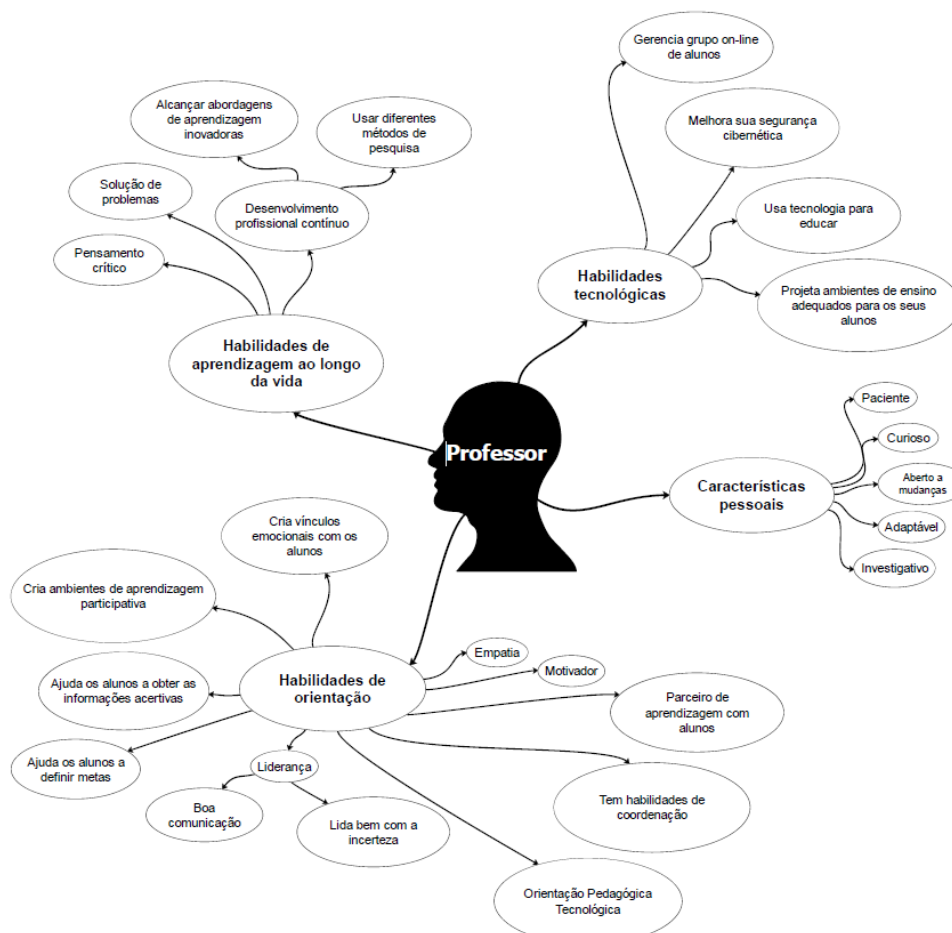 Gerencia grupo on-line
de alunos
Alcançar abordagens
de aprendizagem
inovadoras
Usar diferentes
métodos de
pesquisa
Melhora sua segurança
cibernética
Solução de
problemas
Desenvolvimento
profissional contínuo
Usa tecnologia para
educar
Pensamento
crítico
Habilidades
tecnológicas
Projeta ambientes de ensino
adequados para os seus
alunos
Habilidades de
aprendizagem ao longo
da vida
Professor
Paciente
Curioso
Características
pessoais
Aberto a
mudanças
Adaptável
Investigativo
Cria vínculos
emocionais com os
alunos
Cria ambientes de aprendizagem
participativa
Empatia
Motivador
Habilidades de
orientação
Ajuda os alunos a obter as
informações acertivas
Parceiro de
aprendizagem com
alunos
Ajuda os alunos a
definir metas
Liderança
Boa
comunicação
Lida bem com a
incerteza
Tem habilidades de
coordenação
Orientação Pedagógica
Tecnológica